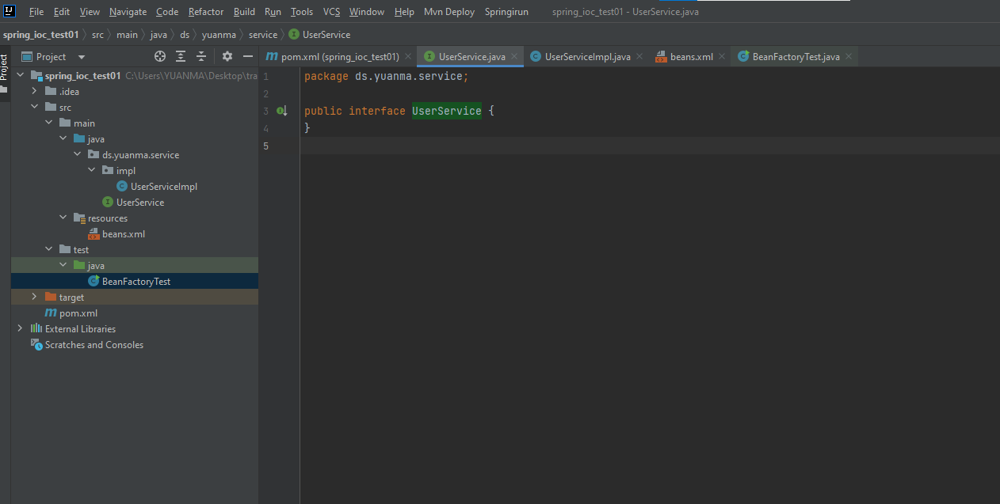 IJ File Edit View Navigate Code Refactor Build Run Tools VCS Window Help Mvn Deploy Springirun spring_ioc_test01 - UserService.java
spring_ioc_test01 src main java ds yuanma service I UserService
Project
Project
m pom.xml (spring_ioc_test01) I UserService.java C UserServiceImpl.java beans.xml C BeanFactoryTest.java
spring_ioc_test01 C:\Users\YUANMA\Desktop\tra
.idea
src
main
java
ds.yuanma.service
impl
C UserServiceImpl
I UserService
resources
beans.xml
test
java
C BeanFactoryTest
target
m pom.xml
External Libraries
Scratches and Consoles
1 package ds.yuanma.service;
2
3 public interface UserService {
4 }
5